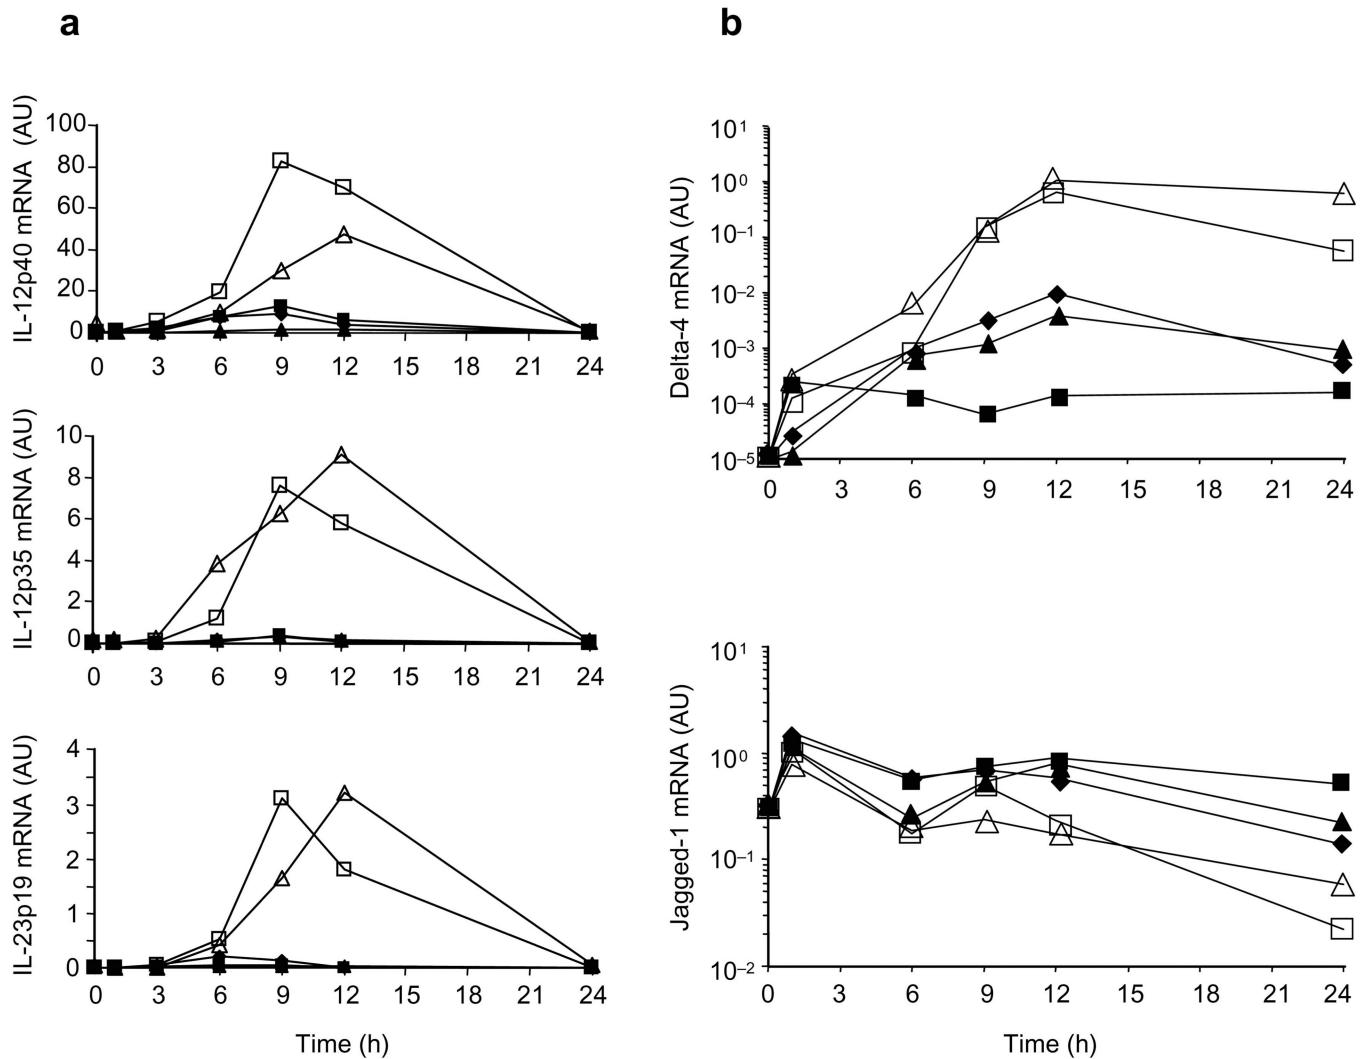 a
IL-12p40 mRNA (AU)
100
80
60
40
20
0
0 3 6 9 12 15 18 21 24
IL-12p35 mRNA (AU)
10
8
6
4
2
0
0 3 6 9 12 15 18 21 24
IL-23p19 mRNA (AU)
4
3
2
1
0
0 3 6 9 12 15 18 21 24
Time (h)
b
Delta-4 mRNA (AU)
10¹
10⁰
10⁻¹
10⁻²
10⁻³
10⁻⁴
10⁻⁵
0 3 6 9 12 15 18 21 24
Jagged-1 mRNA (AU)
10¹
10⁰
10⁻¹
10⁻²
0 3 6 9 12 15 18 21 24
Time (h)